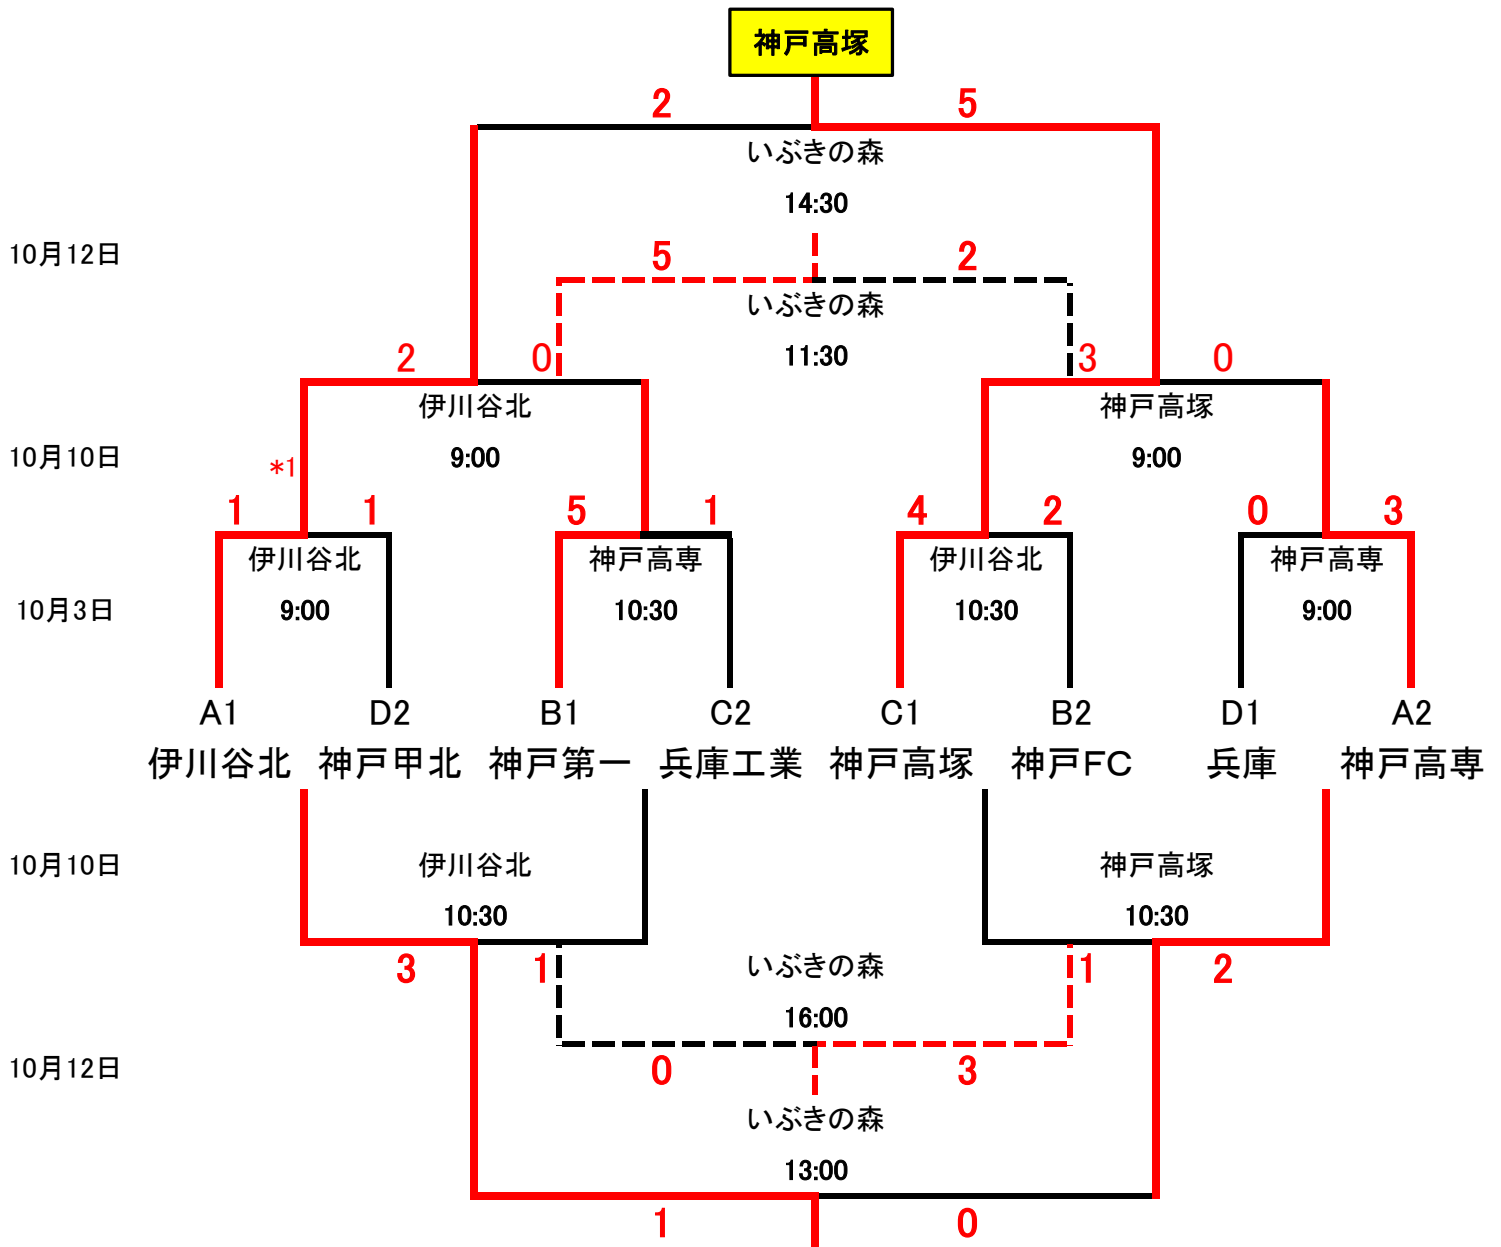 神戸高塚
2 5
いぶきの森
14:30
10月12日
5 2
いぶきの森
11:30
2 0 3 0
伊川谷北 神戸高塚
10月10日 9:00 9:00
*1
1 1 5 1 4 2 0 3
伊川谷北 神戸高専 伊川谷北 神戸高専
10月3日 9:00 10:30 10:30 9:00
A1 D2 B1 C2 C1 B2 D1 A2
伊川谷北 神戸甲北 神戸第一 兵庫工業 神戸高塚 神戸FC 兵庫 神戸高専
10月10日 伊川谷北 神戸高塚
10:30 10:30
3 1 いぶきの森 1 2
16:00
10月12日 0 3
いぶきの森
13:00
1 0